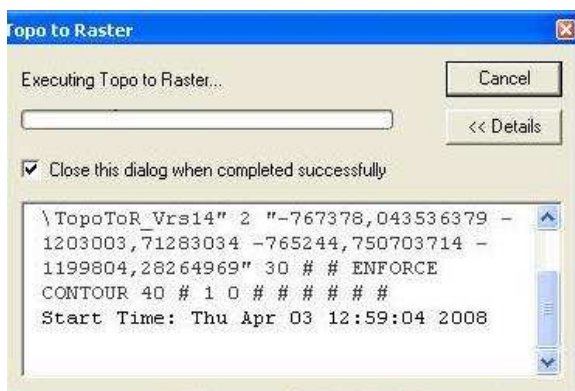 Topo to Raster
Executing Topo to Raster...
Cancel
<< Details
Close this dialog when completed successfully
\TopoToR_Vrs14" 2 "-767378,043536379 -
1203003,71283034 -765244,750703714 -
1199804,28264969" 30 # # ENFORCE
CONTOUR 40 # 1 0 # # # # # #
Start Time: Thu Apr 03 12:59:04 2008